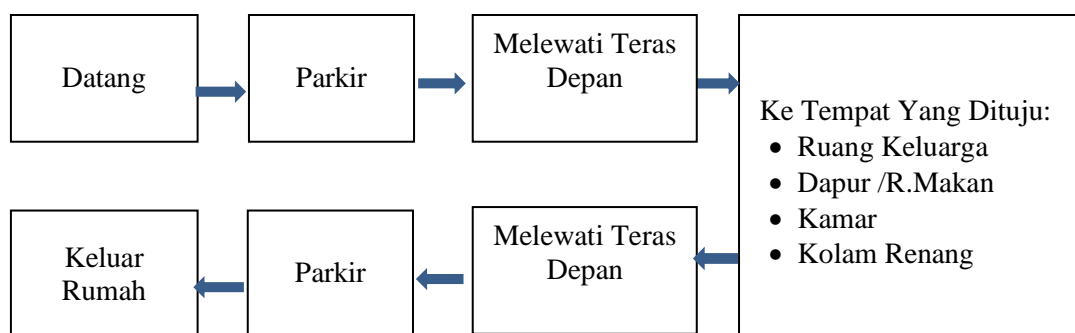 Datang
Parkir
Melewati Teras
Depan
Ke Tempat Yang Dituju:
• Ruang Keluarga
• Dapur /R.Makan
• Kamar
• Kolam Renang
Melewati Teras
Depan
Parkir
Keluar
Rumah